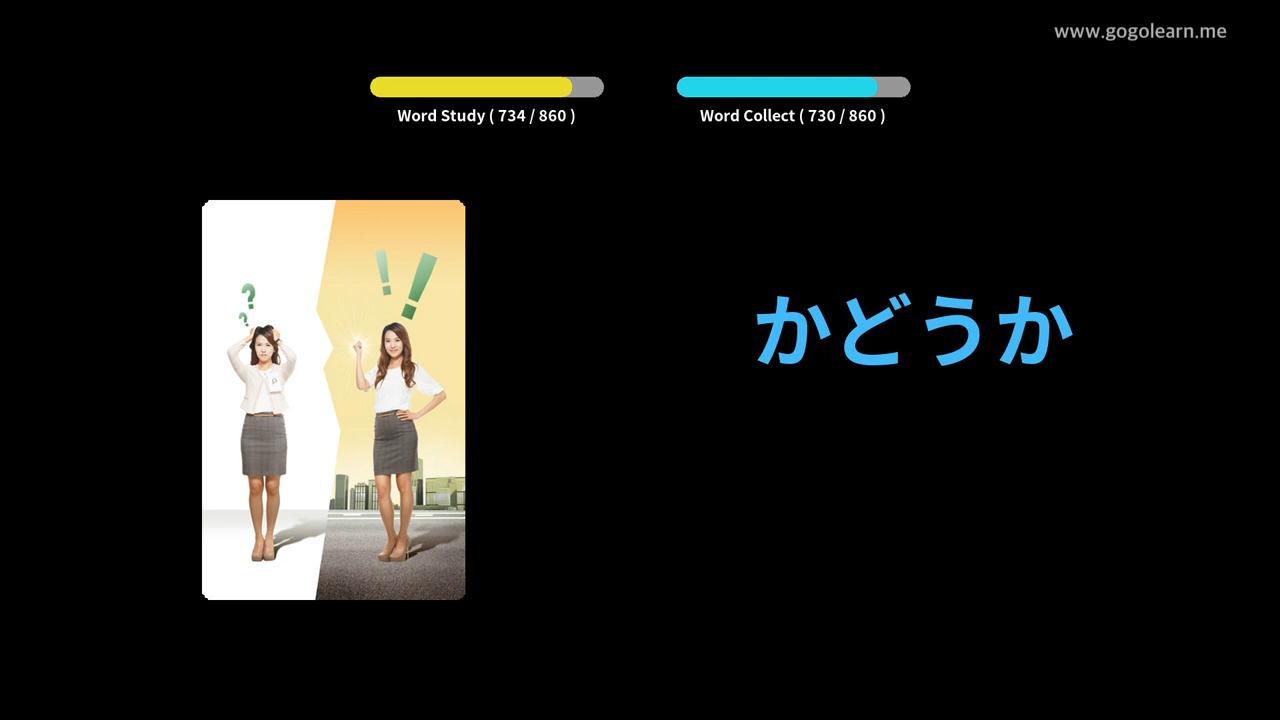 www.gogolearn.me
Word Study ( 734 / 860 )
Word Collect ( 730 / 860 )
? ?
! !
かどうか